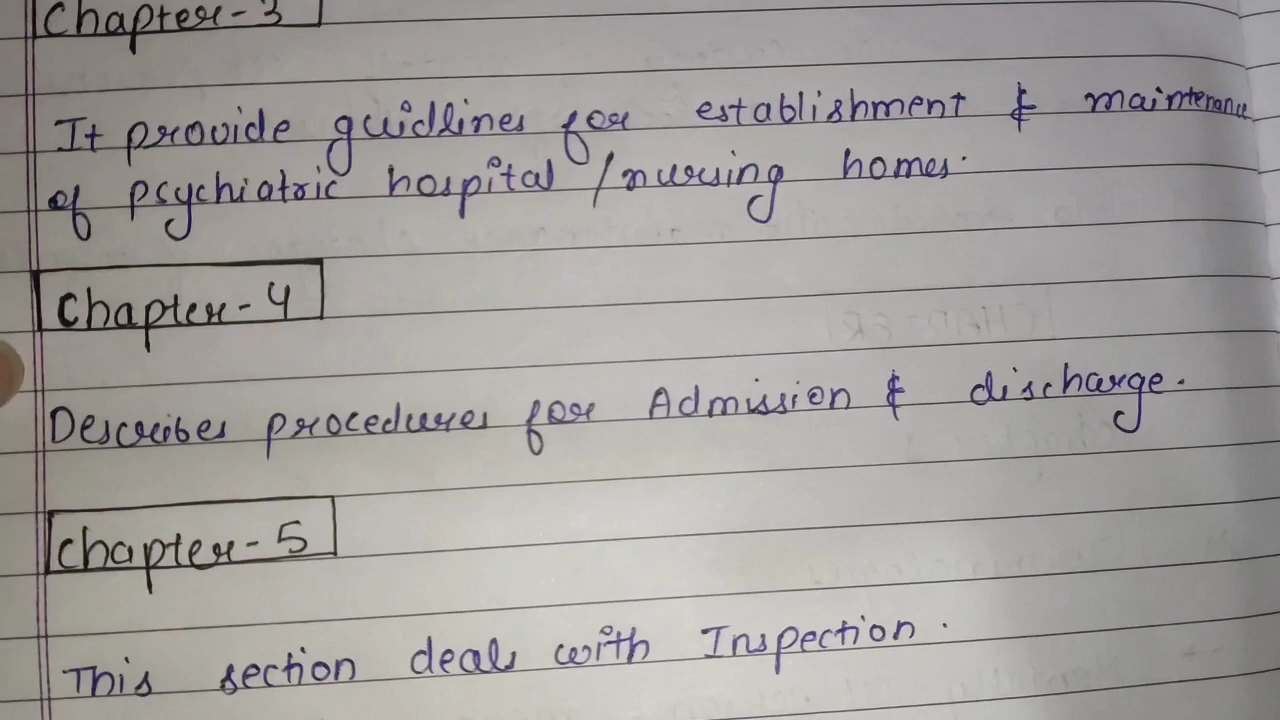 Chapter-3
It provide guidlines for establishment & maintenance
of psychiatric hospital / nursing homes.
Chapter-4
Describes procedures for Admission & discharge.
Chapter-5
This section deals with Inspection.